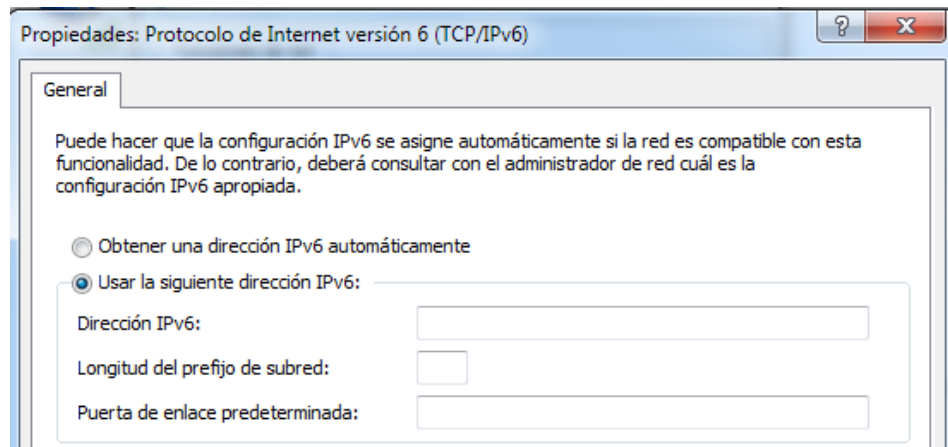 Propiedades: Protocolo de Internet versión 6 (TCP/IPv6)
General
Puede hacer que la configuración IPv6 se asigne automáticamente si la red es compatible con esta
funcionalidad. De lo contrario, deberá consultar con el administrador de red cuál es la
configuración IPv6 apropiada.
Obtener una dirección IPv6 automáticamente
Usar la siguiente dirección IPv6:
Dirección IPv6:
Longitud del prefijo de subred:
Puerta de enlace predeterminada: